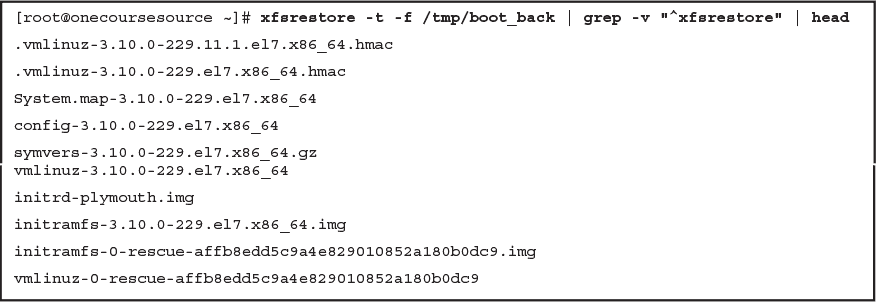 [root@onecoursesource ~]# xfsrestore -t -f /tmp/boot_back | grep -v "^xfsrestore" | head
.vmlinuz-3.10.0-229.11.1.el7.x86_64.hmac
.vmlinuz-3.10.0-229.el7.x86_64.hmac
System.map-3.10.0-229.el7.x86_64
config-3.10.0-229.el7.x86_64
symvers-3.10.0-229.el7.x86_64.gz
vmlinuz-3.10.0-229.el7.x86_64
initrd-plymouth.img
initramfs-3.10.0-229.el7.x86_64.img
initramfs-0-rescue-affb8edd5c9a4e829010852a180b0dc9.img
vmlinuz-0-rescue-affb8edd5c9a4e829010852a180b0dc9